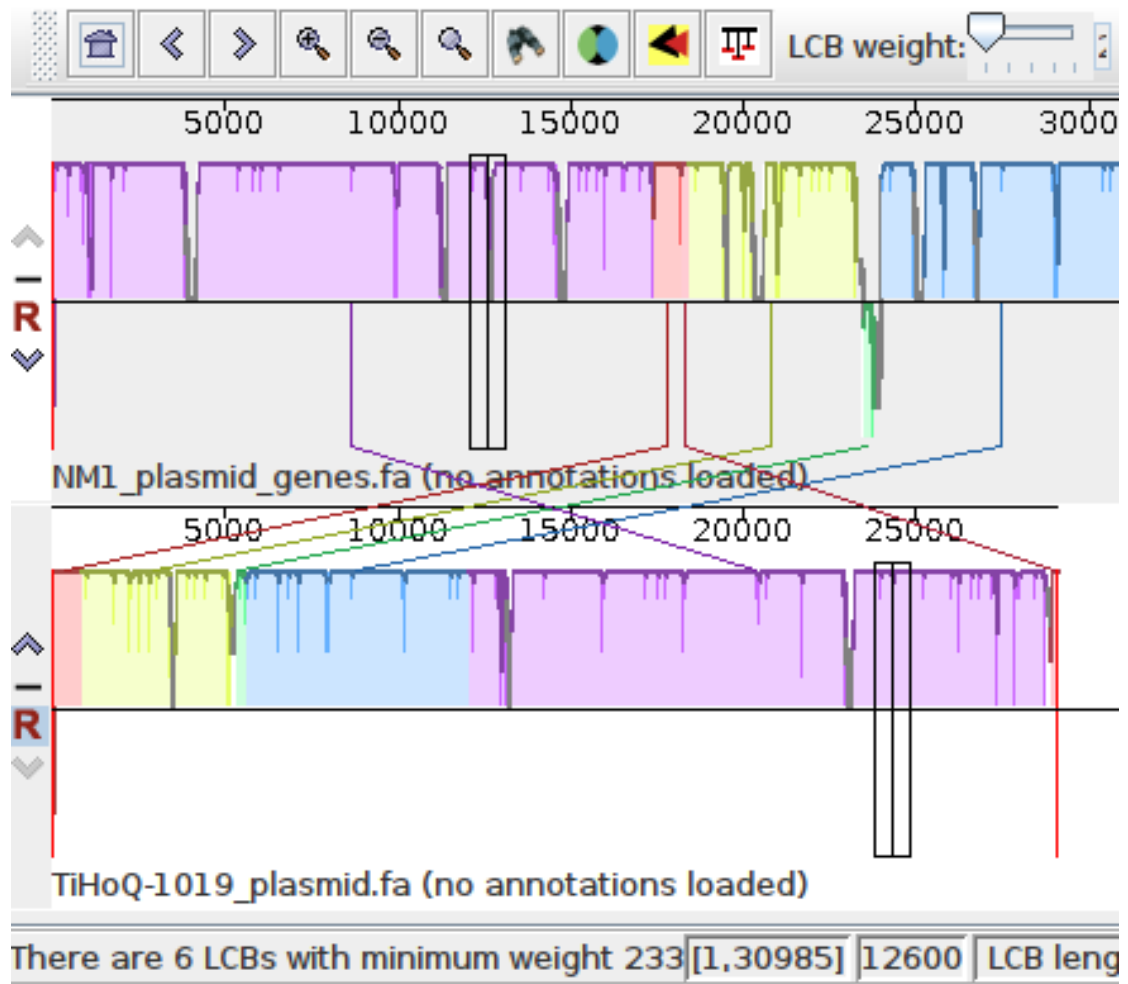 LCB weight:
5000 10000 15000 20000 25000 3000
R
NM1_plasmid_genes.fa (no annotations loaded)
5000 10000 15000 20000 25000
R
TiHoQ-1019_plasmid.fa (no annotations loaded)
There are 6 LCBs with minimum weight 233 [1,30985] 12600 LCB leng